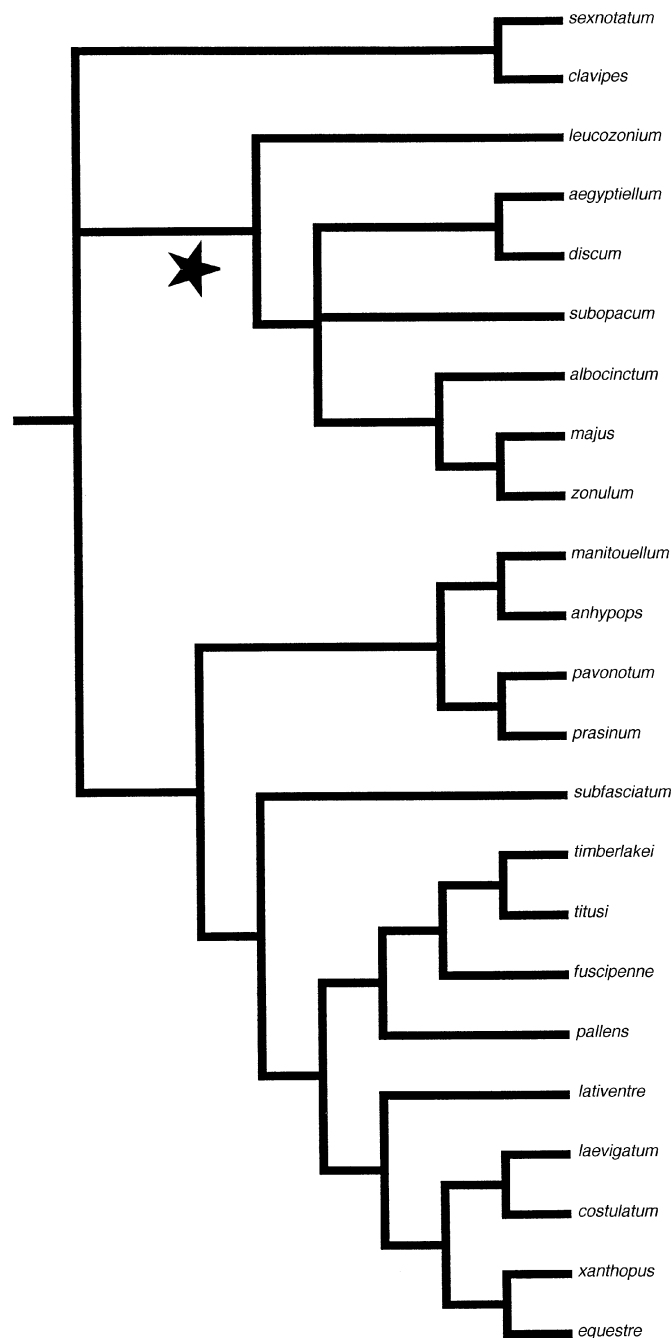 sexnotatum
clavipes
leucozonium
aegyptiellum
discum
subopacum
albocinctum
majus
zonulum
manitouellum
anhypops
pavonotum
prasinum
subfasciatum
timberlakei
titusi
fuscipenne
pallens
lativentre
laevigatum
costulatum
xanthopus
equestre